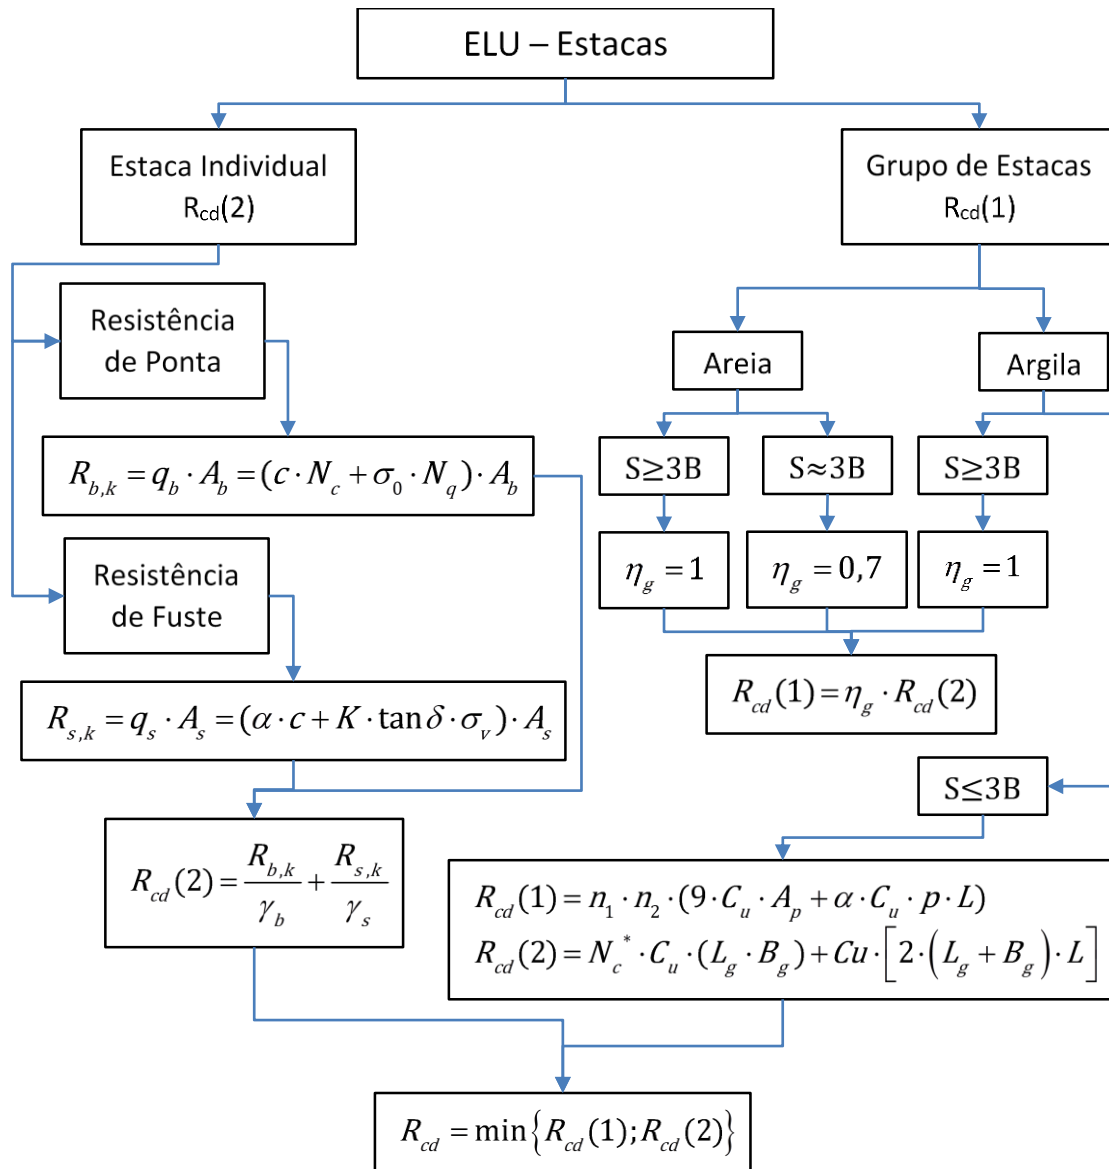 ELU – Estacas
Estaca Individual
R_cd(2)
Grupo de Estacas
R_cd(1)
Resistência
de Ponta
Areia
Argila
S≥3B
S≈3B
S≥3B
R_{b,k} = q_b · A_b = (c · N_c + σ_0 · N_q) · A_b
η_g = 1
η_g = 0,7
η_g = 1
Resistência
de Fuste
R_cd(1) = η_g · R_cd(2)
R_{s,k} = q_s · A_s = (α · c + K · tan δ · σ_v) · A_s
S≤3B
R_cd(2) = R_{b,k}/γ_b + R_{s,k}/γ_s
R_cd(1) = n_1 · n_2 · (9 · C_u · A_p + α · C_u · p · L)
R_cd(2) = N_c^* · C_u · (L_g · B_g) + Cu · [2 · (L_g + B_g) · L]
R_cd = min{R_cd(1); R_cd(2)}